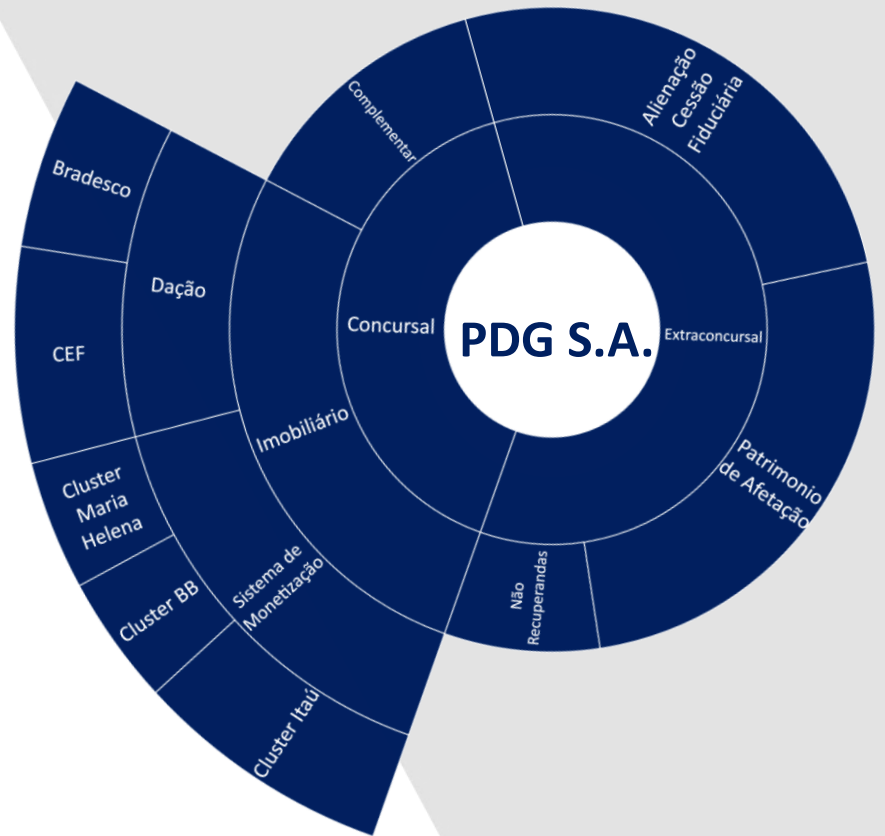 PDG S.A.
Concursal
Extraconcursal
Complementar
Imobiliário
Alienação
Cessão
Fiduciária
Patrimonio
de Afetação
Não
Recuperandas
Dação
Sistema de
Monetização
Bradesco
CEF
Cluster
Maria
Helena
Cluster BB
Cluster Itaú